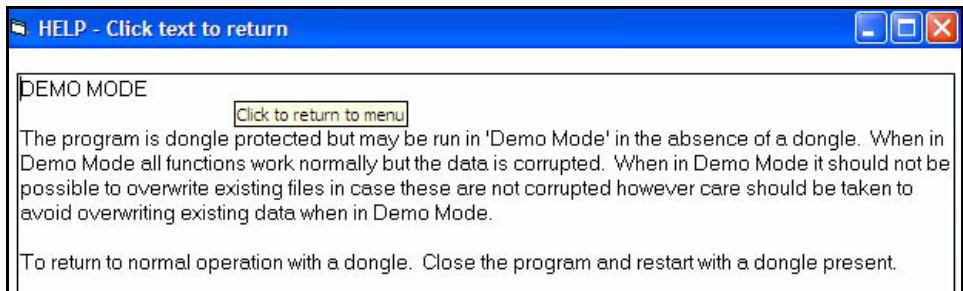 HELP - Click text to return
DEMO MODE
Click to return to menu
The program is dongle protected but may be run in 'Demo Mode' in the absence of a dongle.  When in
Demo Mode all functions work normally but the data is corrupted.  When in Demo Mode it should not be
possible to overwrite existing files in case these are not corrupted however care should be taken to
avoid overwriting existing data when in Demo Mode.
To return to normal operation with a dongle.  Close the program and restart with a dongle present.